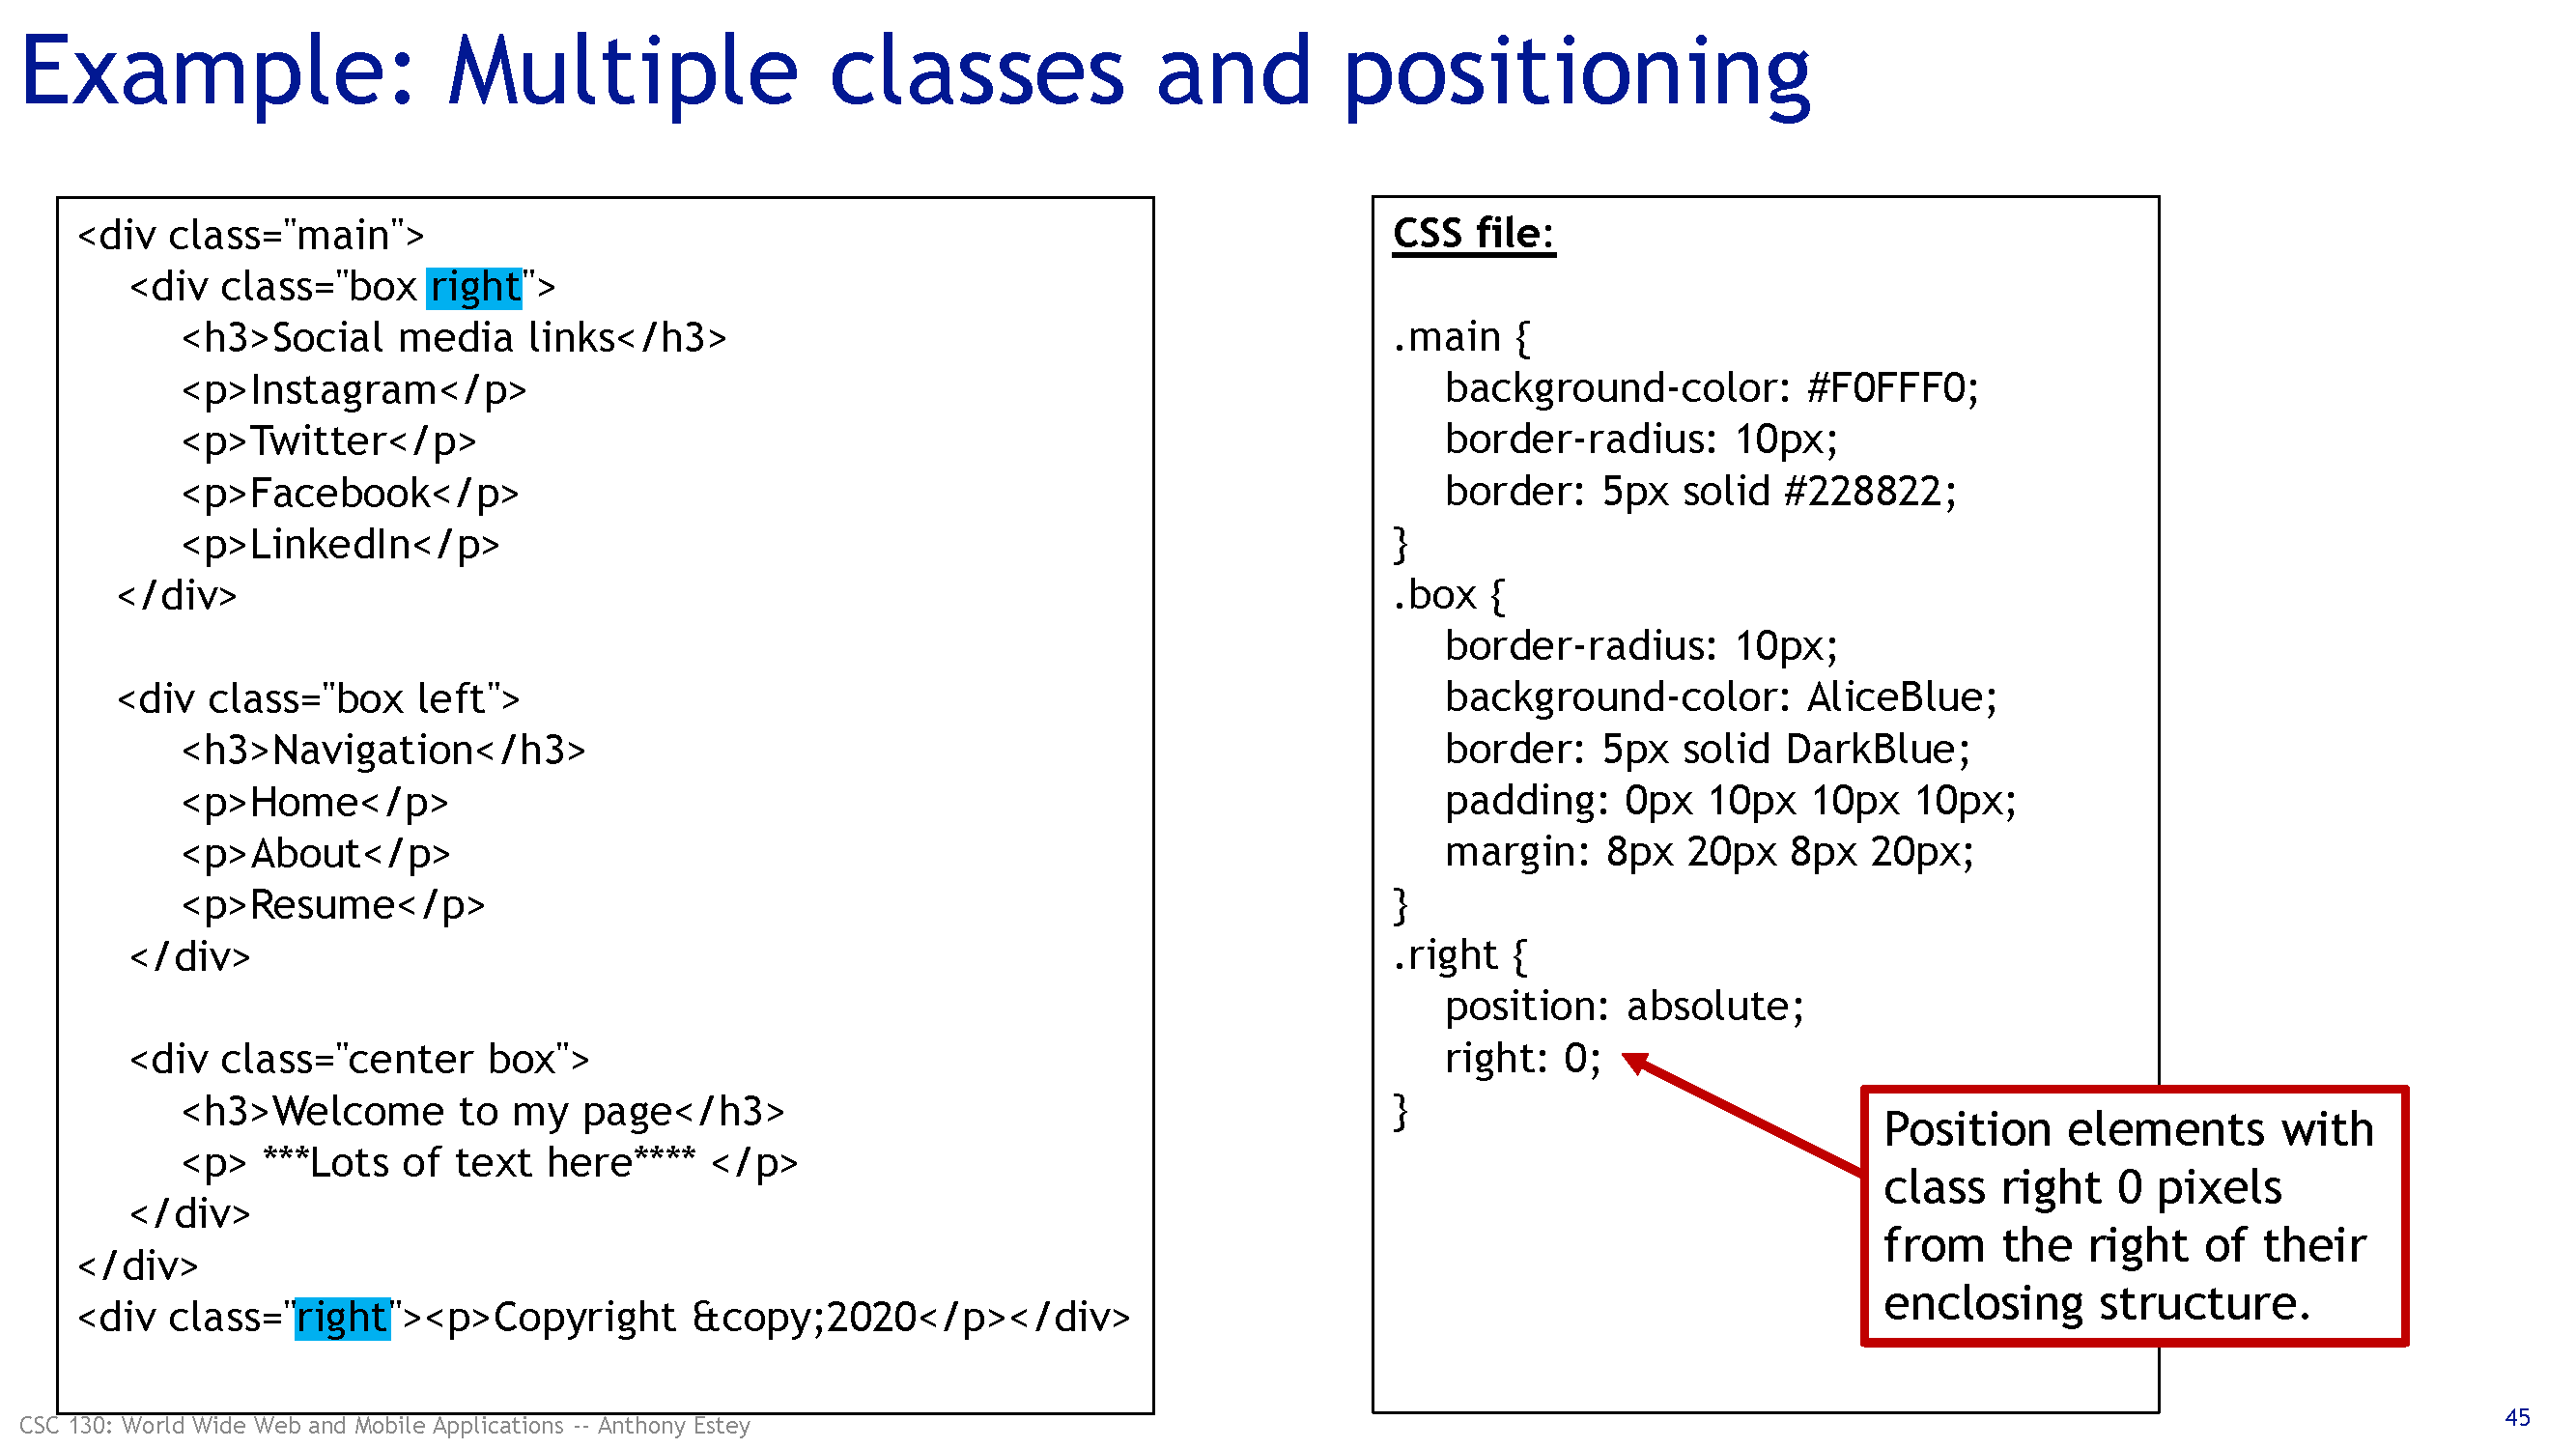 Example: Multiple classes and positioning
<div class="main">
<div class="box right">
<h3>Social media links</h3>
<p>Instagram</p>
<p>Twitter</p>
<p>Facebook</p>
<p>LinkedIn</p>
</div>
<div class="box left">
<h3>Navigation</h3>
<p>Home</p>
<p>About</p>
<p>Resume</p>
</div>
<div class="center box">
<h3>Welcome to my page</h3>
<p> ***Lots of text here**** </p>
</div>
</div>
<div class="right"><p>Copyright &copy;2020</p></div>
CSS file:
.main {
background-color: #F0FFF0;
border-radius: 10px;
border: 5px solid #228822;
}
.box {
border-radius: 10px;
background-color: AliceBlue;
border: 5px solid DarkBlue;
padding: 0px 10px 10px 10px;
margin: 8px 20px 8px 20px;
}
.right {
position: absolute;
right: 0;
}
Position elements with
class right 0 pixels
from the right of their
enclosing structure.
CSC 130: World Wide Web and Mobile Applications -- Anthony Estey
45